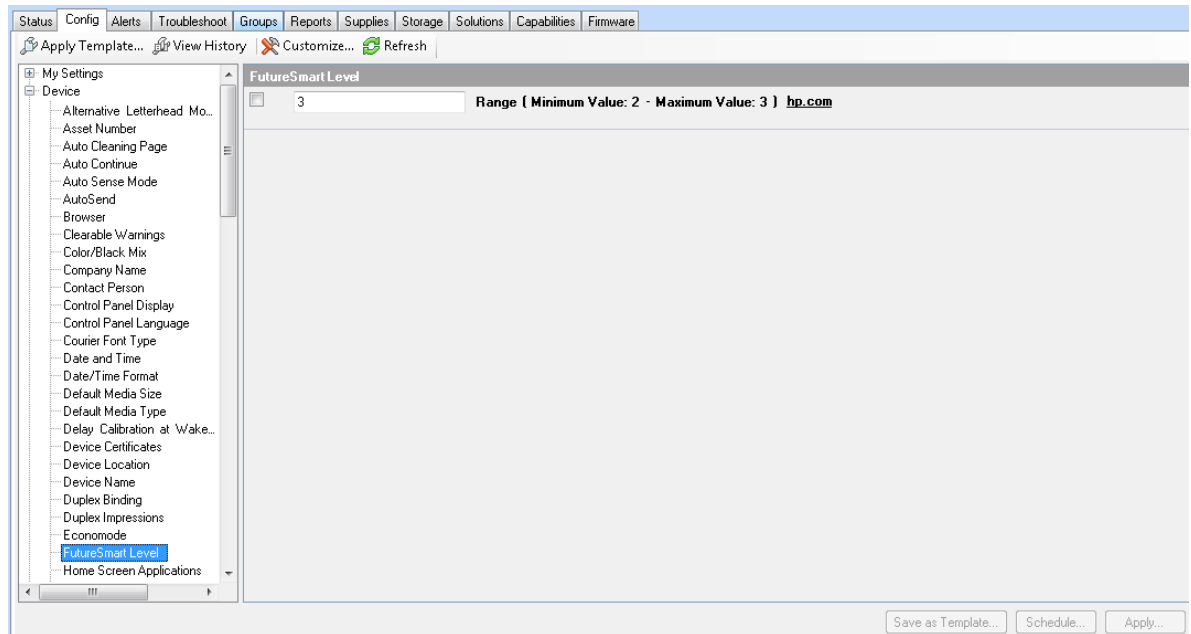 Status Config Alerts Troubleshoot Groups Reports Supplies Storage Solutions Capabilities Firmware
Apply Template... View History Customize... Refresh
My Settings
Device
Alternative Letterhead Mo...
Asset Number
Auto Cleaning Page
Auto Continue
Auto Sense Mode
AutoSend
Browser
Clearable Warnings
Color/Black Mix
Company Name
Contact Person
Control Panel Display
Control Panel Language
Courier Font Type
Date and Time
Date/Time Format
Default Media Size
Default Media Type
Delay Calibration at Wake...
Device Certificates
Device Location
Device Name
Duplex Binding
Duplex Impressions
Economode
FutureSmart Level
Home Screen Applications
FutureSmart Level
3 Range ( Minimum Value: 2 - Maximum Value: 3 ) hp.com
Save as Template... Schedule... Apply...